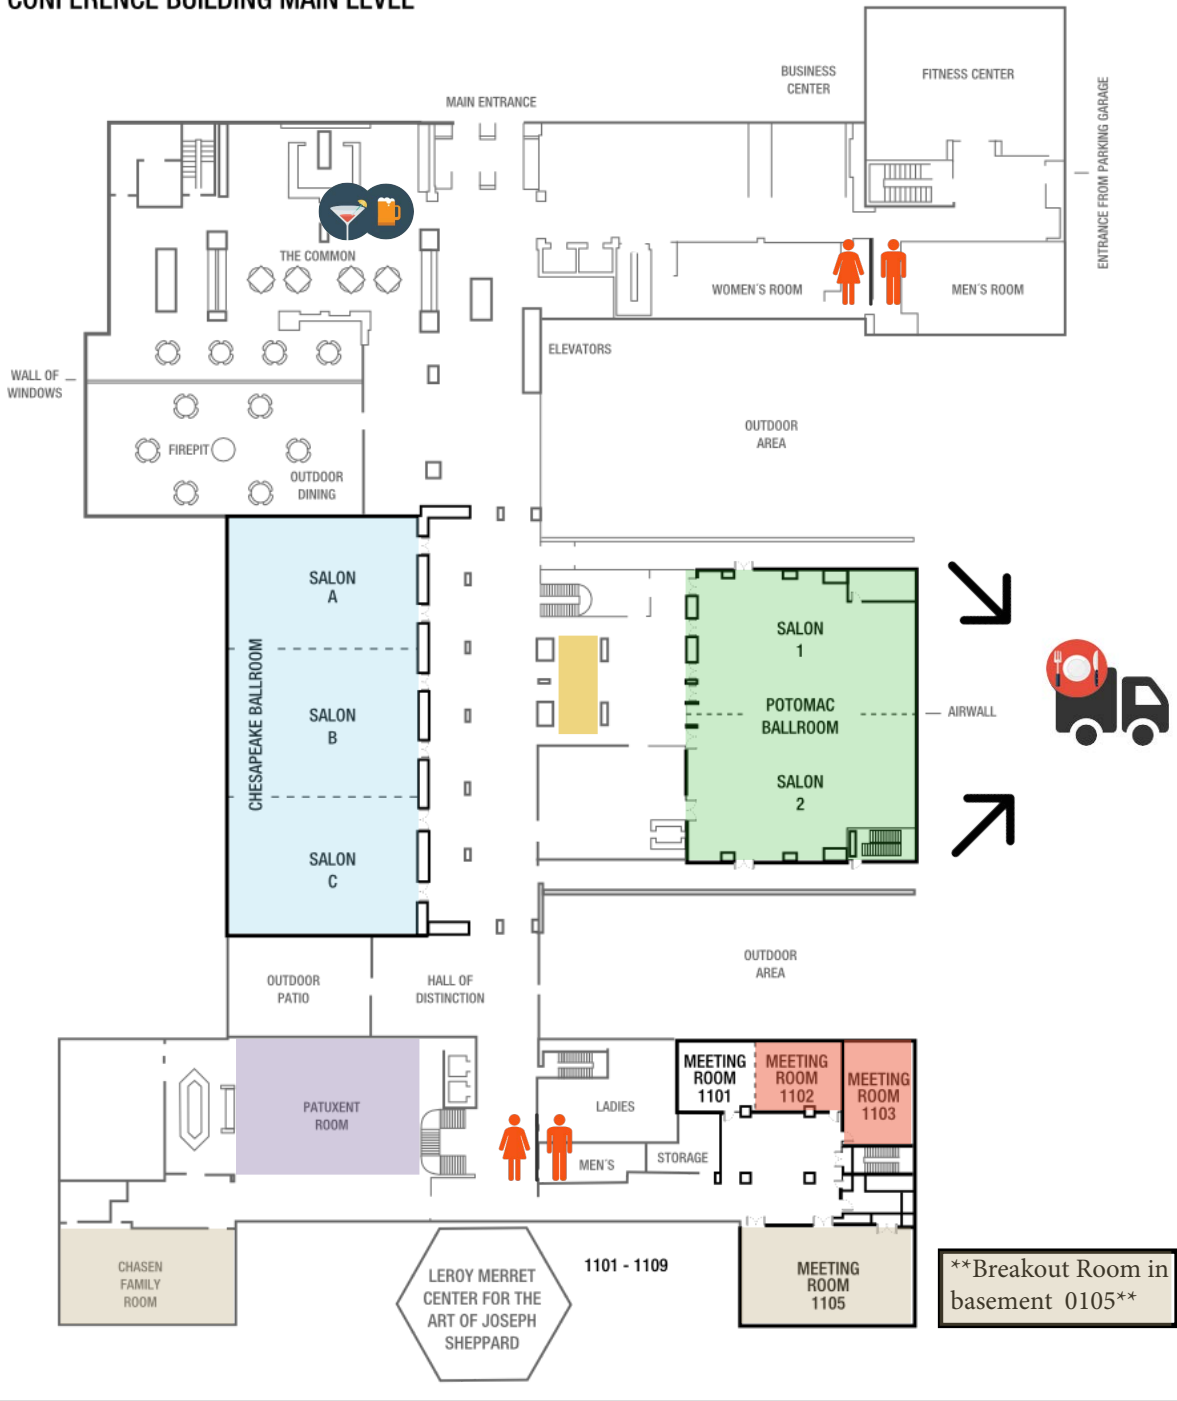 CONFERENCE BUILDING MAIN LEVEL
BUSINESS
CENTER
FITNESS CENTER
MAIN ENTRANCE
ENTRANCE FROM PARKING GARAGE
THE COMMON
WOMEN'S ROOM
MEN'S ROOM
ELEVATORS
WALL OF
WINDOWS
OUTDOOR
AREA
FIREPIT
OUTDOOR
DINING
SALON
A
SALON
1
CHESAPEAKE BALLROOM
SALON
B
POTOMAC
BALLROOM
AIRWALL
SALON
2
SALON
C
OUTDOOR
PATIO
HALL OF
DISTINCTION
OUTDOOR
AREA
MEETING
ROOM
1101
MEETING
ROOM
1102
MEETING
ROOM
1103
PATUXENT
ROOM
LADIES
MEN'S
STORAGE
CHASEN
FAMILY
ROOM
LEROY MERRET
CENTER FOR THE
ART OF JOSEPH
SHEPPARD
1101 - 1109
MEETING
ROOM
1105
**Breakout Room in
basement 0105**